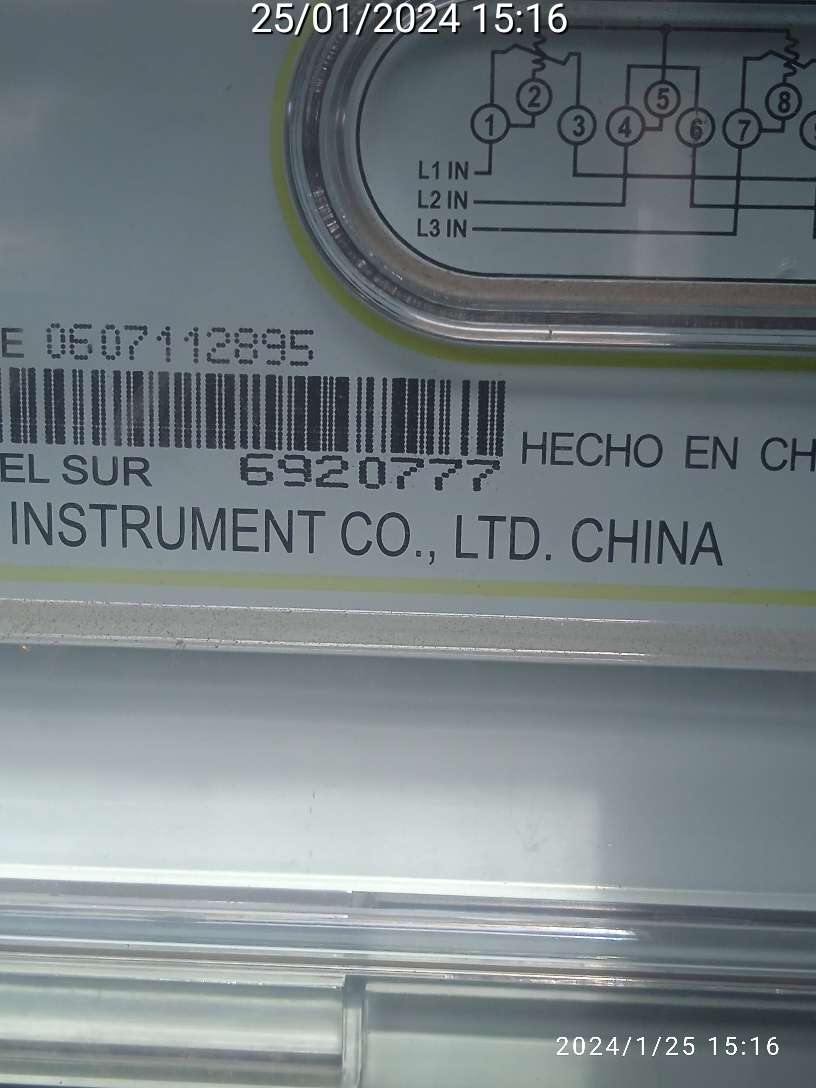 25/01/2024 15:16
2
5
8
1
3
4
6
7
L1 IN
L2 IN
L3 IN
E 0607112895
EL SUR 6920777
HECHO EN CH
INSTRUMENT CO., LTD. CHINA
2024/1/25 15:16